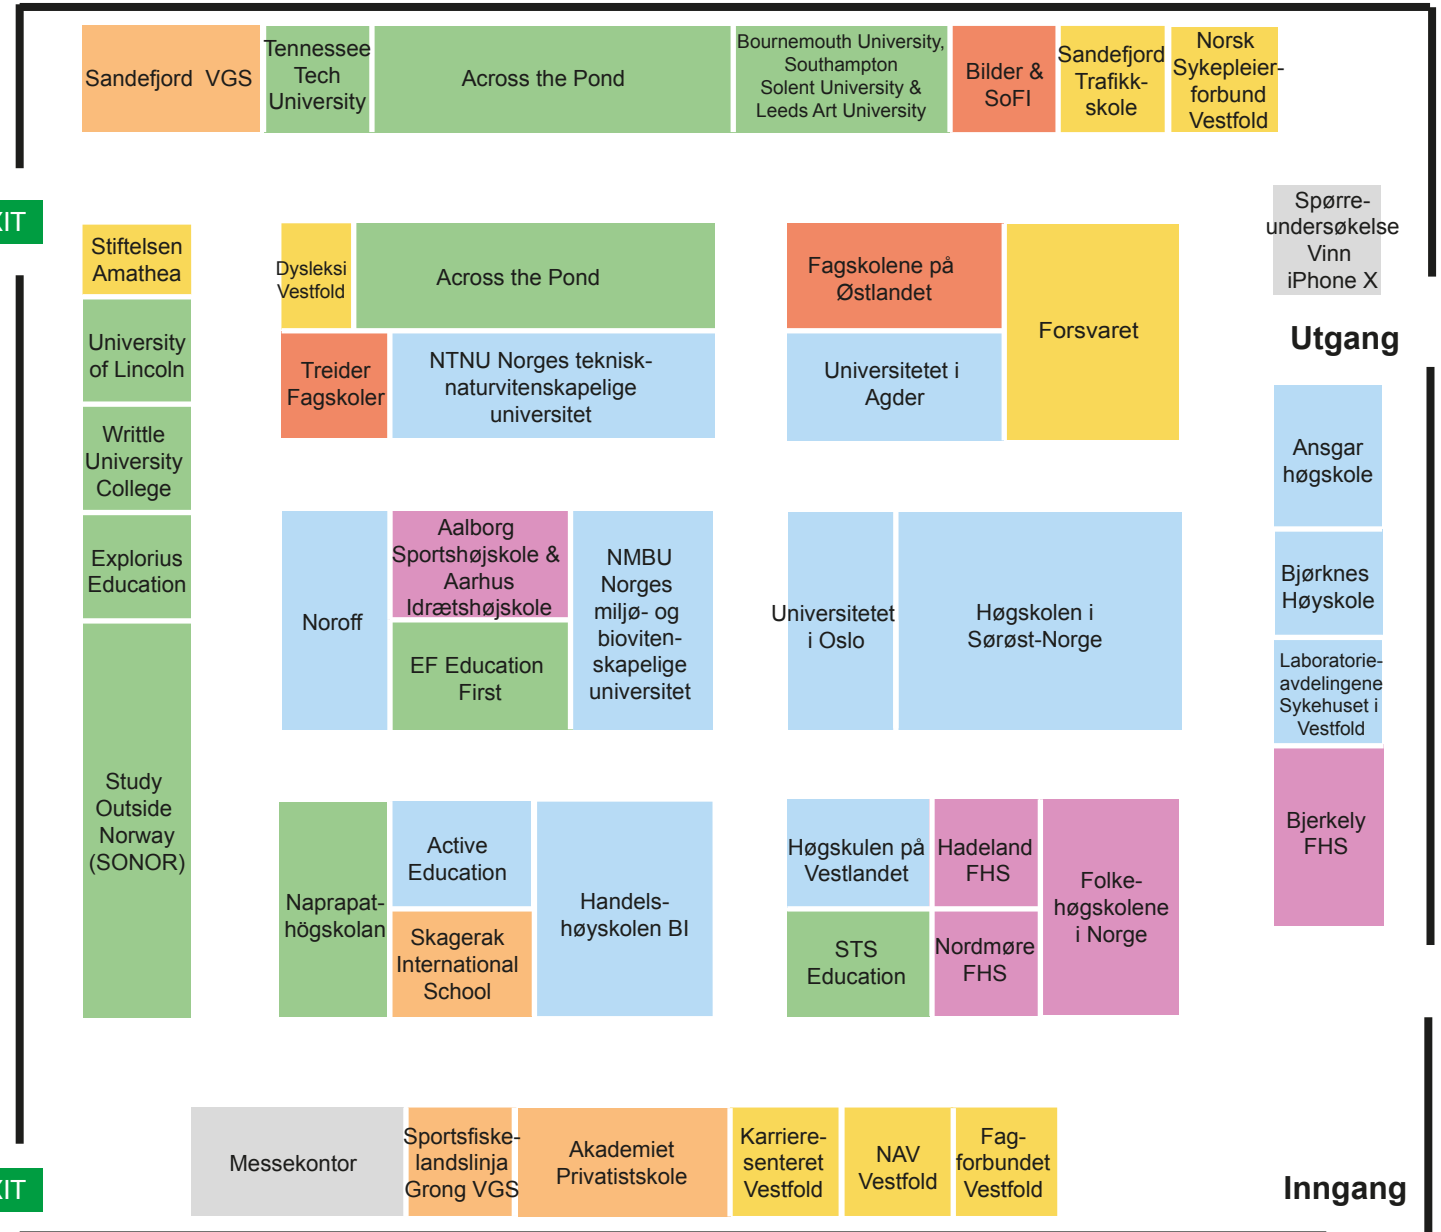 Sandefjord VGS
Tennessee
Tech
University
Across the Pond
Bournemouth University,
Southampton
Solent University &
Leeds Art University
Bilder &
SoFI
Sandefjord
Trafikk-
skole
Norsk
Sykepleier-
forbund
Vestfold
XIT
Stiftelsen
Amathea
University
of Lincoln
Writtle
University
College
Explorius
Education
Study
Outside
Norway
(SONOR)
Dysleksi
Vestfold
Across the Pond
Treider
Fagskoler
NTNU Norges teknisk-
naturvitenskapelige
universitet
Fagskolene på
Østlandet
Universitetet i
Agder
Forsvaret
Spørre-
undersøkelse
Vinn
iPhone X
Utgang
Noroff
Aalborg
Sportshøjskole &
Aarhus
Idrætshøjskole
EF Education
First
NMBU
Norges
miljø- og
bioviten-
skapelige
universitet
Universitetet
i Oslo
Høgskolen i
Sørøst-Norge
Ansgar
høgskole
Bjørknes
Høyskole
Laboratorie-
avdelingene
Sykehuset i
Vestfold
Bjerkely
FHS
Naprapat-
högskolan
Active
Education
Skagerak
International
School
Handels-
høyskolen BI
Høgskulen på
Vestlandet
STS
Education
Hadeland
FHS
Nordmøre
FHS
Folke-
høgskolene
i Norge
Messekontor
Sportsfiske-
landslinja
Grong VGS
Akademiet
Privatistskole
Karriere-
senteret
Vestfold
NAV
Vestfold
Fag-
forbundet
Vestfold
XIT
Inngang